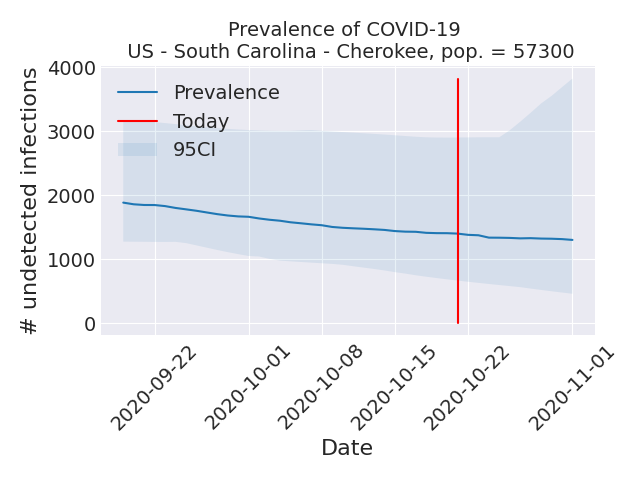 Prevalence of COVID-19
US - South Carolina - Cherokee, pop. = 57300
# undetected infections
4000
3000
2000
1000
0
Prevalence
Today
95CI
2020-09-22
2020-10-01
2020-10-08
2020-10-15
2020-10-22
2020-11-01
Date